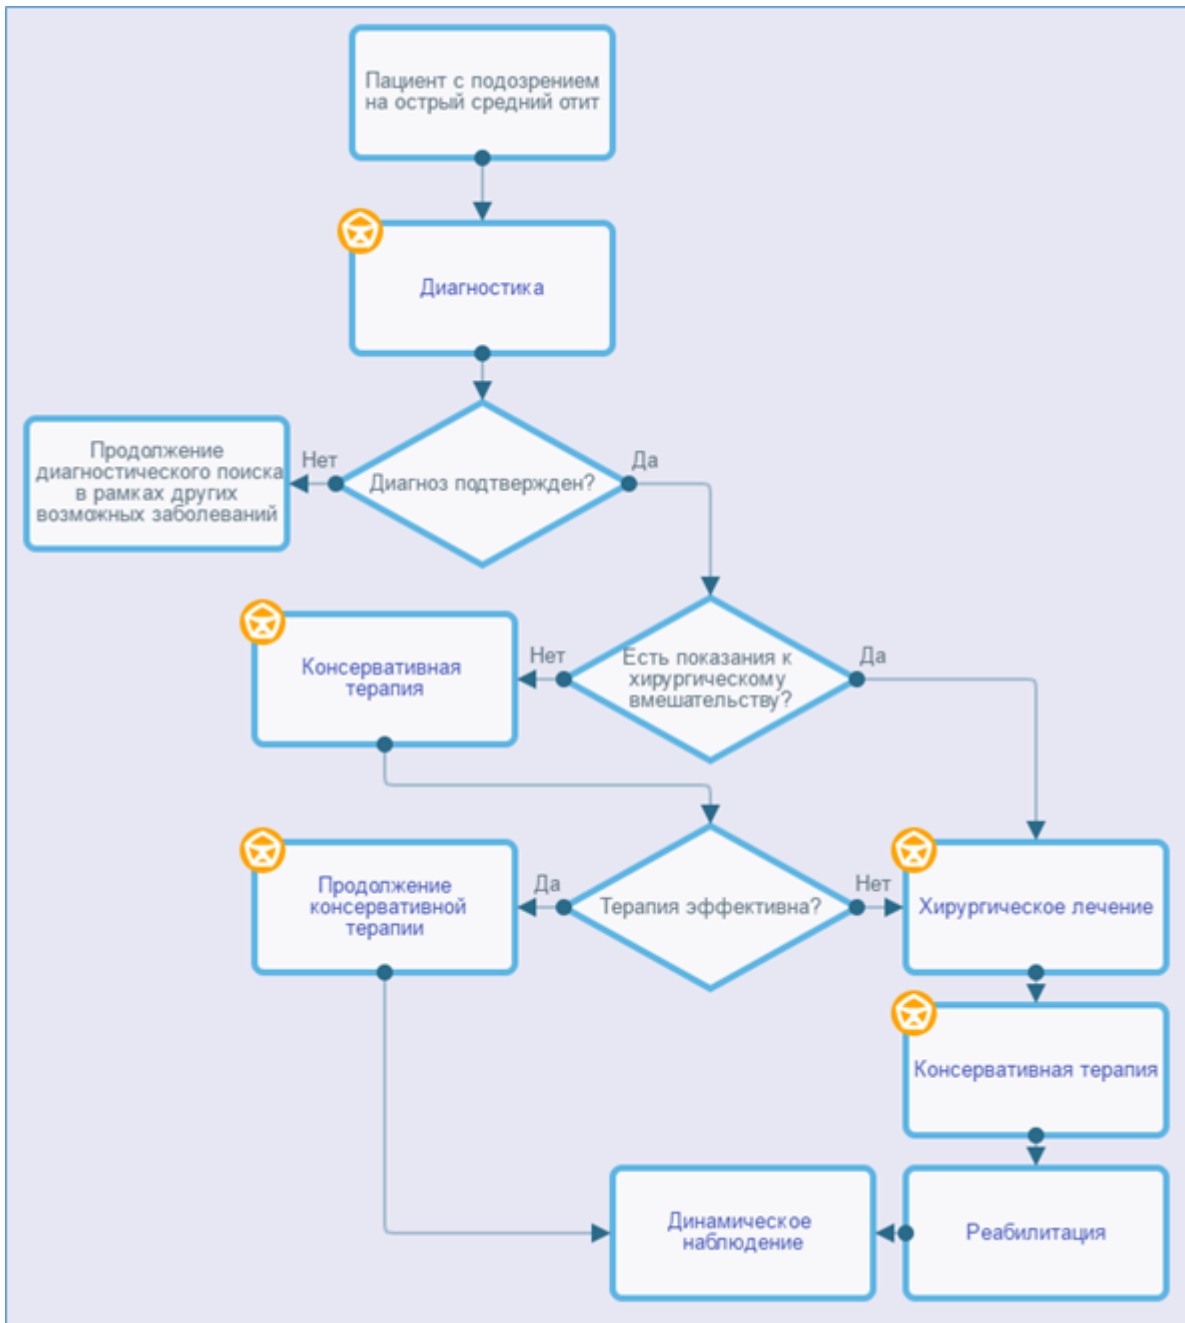 Пациент с подозрением
на острый средний отит
Диагностика
Продолжение
диагностического поиска
в рамках других
возможных заболеваний
Нет
Диагноз подтвержден?
Да
Консервативная
терапия
Нет
Есть показания к
хирургическому
вмешательству?
Да
Продолжение
консервативной
терапии
Да
Терапия эффективна?
Нет
Хирургическое лечение
Консервативная терапия
Динамическое
наблюдение
Реабилитация